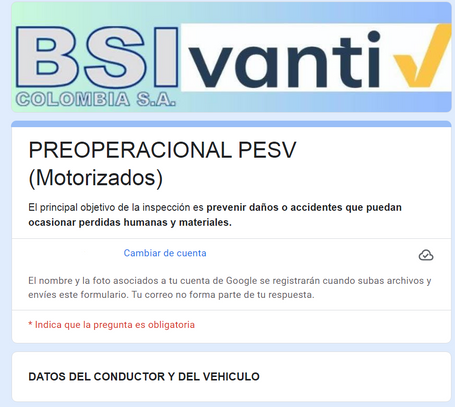 BSI vanti
COLOMBIA S.A.
PREOPERACIONAL PESV
(Motorizados)
El principal objetivo de la inspección es prevenir daños o accidentes que puedan
ocasionar perdidas humanas y materiales.
Cambiar de cuenta
El nombre y la foto asociados a tu cuenta de Google se registrarán cuando subas archivos y
envíes este formulario. Tu correo no forma parte de tu respuesta.
* Indica que la pregunta es obligatoria
DATOS DEL CONDUCTOR Y DEL VEHICULO